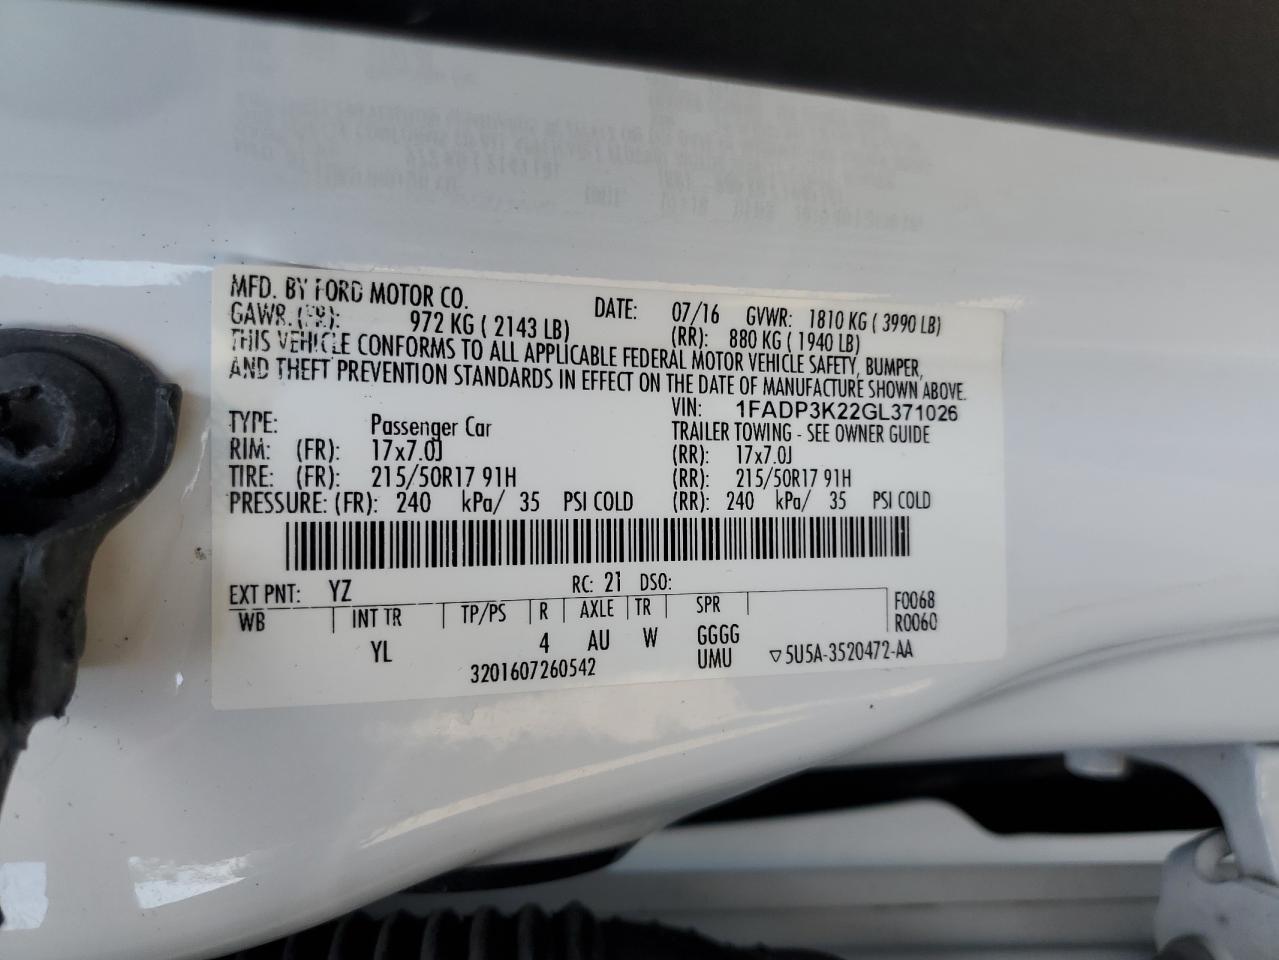 MFD. BY FORD MOTOR CO. DATE: 07/16 GVWR: 1810 KG ( 3990 LB)
GAWR. (FR): 972 KG ( 2143 LB) (RR): 880 KG ( 1940 LB)
THIS VEHICLE CONFORMS TO ALL APPLICABLE FEDERAL MOTOR VEHICLE SAFETY, BUMPER,
AND THEFT PREVENTION STANDARDS IN EFFECT ON THE DATE OF MANUFACTURE SHOWN ABOVE.
VIN: 1FADP3K22GL371026
TYPE: Passenger Car TRAILER TOWING - SEE OWNER GUIDE
RIM: (FR): 17x7.0J (RR): 17x7.0J
TIRE: (FR): 215/50R17 91H (RR): 215/50R17 91H
PRESSURE: (FR): 240 kPa/ 35 PSI COLD (RR): 240 kPa/ 35 PSI COLD
EXT PNT: YZ RC: 21 DSO:
WB INT TR TP/PS R AXLE TR SPR F0068
R0060
YL 4 AU W GGGG
3201607260542 UMU ▽5U5A-3520472-AA